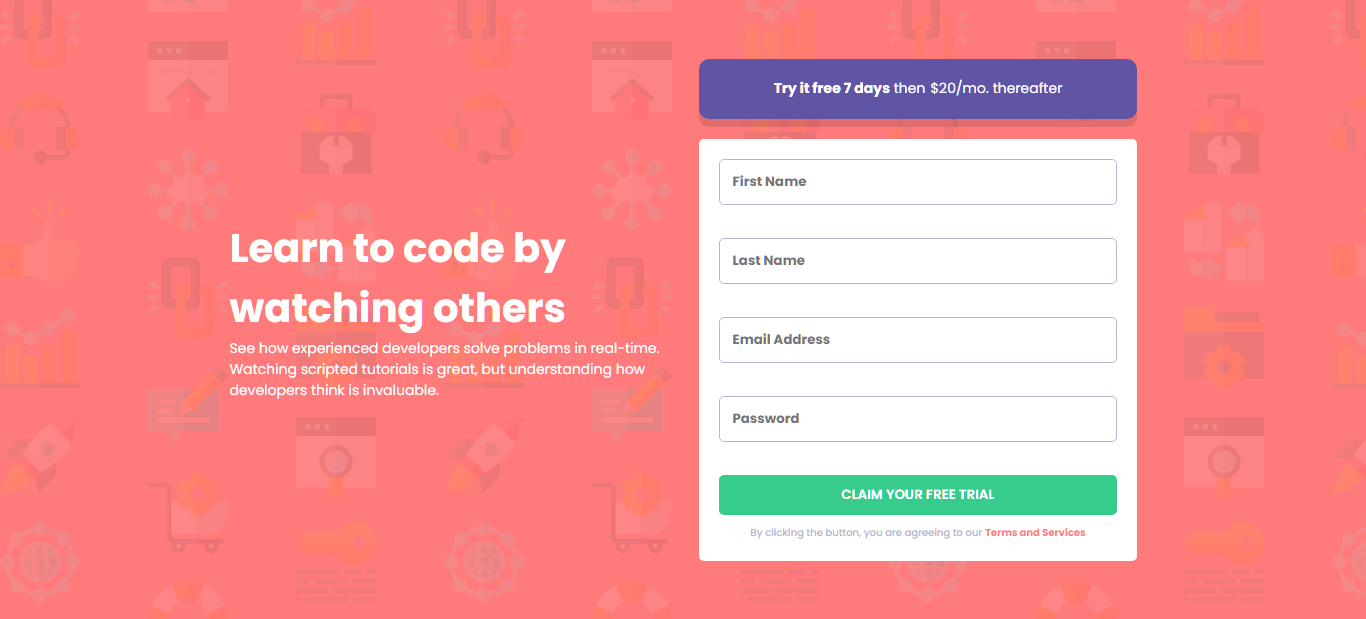 Learn to code by
watching others
See how experienced developers solve problems in real-time.
Watching scripted tutorials is great, but understanding how
developers think is invaluable.
Try it free 7 days then $20/mo. thereafter
First Name
Last Name
Email Address
Password
CLAIM YOUR FREE TRIAL
By clicking the button, you are agreeing to our Terms and Services